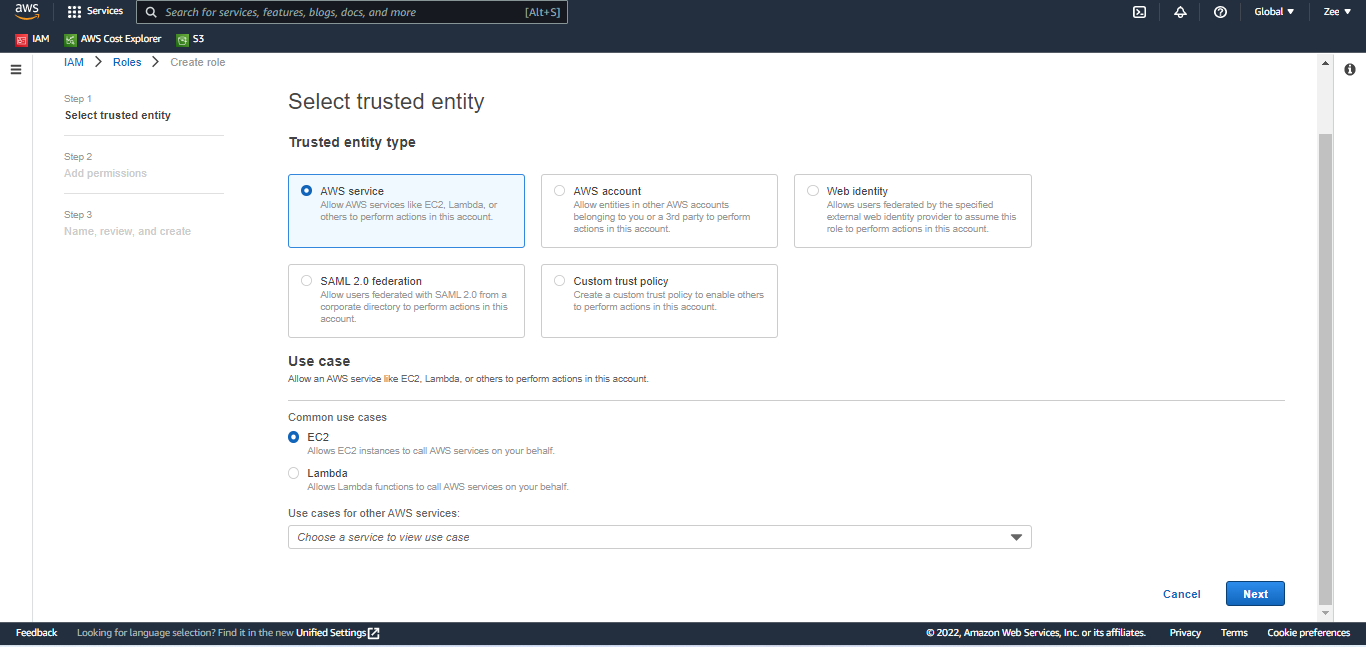 aws
Services
Search for services, features, blogs, docs, and more
[Alt+S]
Global
Zee
IAM
AWS Cost Explorer
S3
IAM
Roles
Create role
Step 1
Select trusted entity
Step 2
Add permissions
Step 3
Name, review, and create
Select trusted entity
Trusted entity type
AWS service
Allow AWS services like EC2, Lambda, or
others to perform actions in this account.
AWS account
Allow entities in other AWS accounts
belonging to you or a 3rd party to perform
actions in this account.
Web identity
Allows users federated by the specified
external web identity provider to assume this
role to perform actions in this account.
SAML 2.0 federation
Allow users federated with SAML 2.0 from a
corporate directory to perform actions in this
account.
Custom trust policy
Create a custom trust policy to enable others
to perform actions in this account.
Use case
Allow an AWS service like EC2, Lambda, or others to perform actions in this account.
Common use cases
EC2
Allows EC2 instances to call AWS services on your behalf.
Lambda
Allows Lambda functions to call AWS services on your behalf.
Use cases for other AWS services:
Choose a service to view use case
Cancel
Next
Feedback
Looking for language selection? Find it in the new Unified Settings
© 2022, Amazon Web Services, Inc. or its affiliates.
Privacy
Terms
Cookie preferences